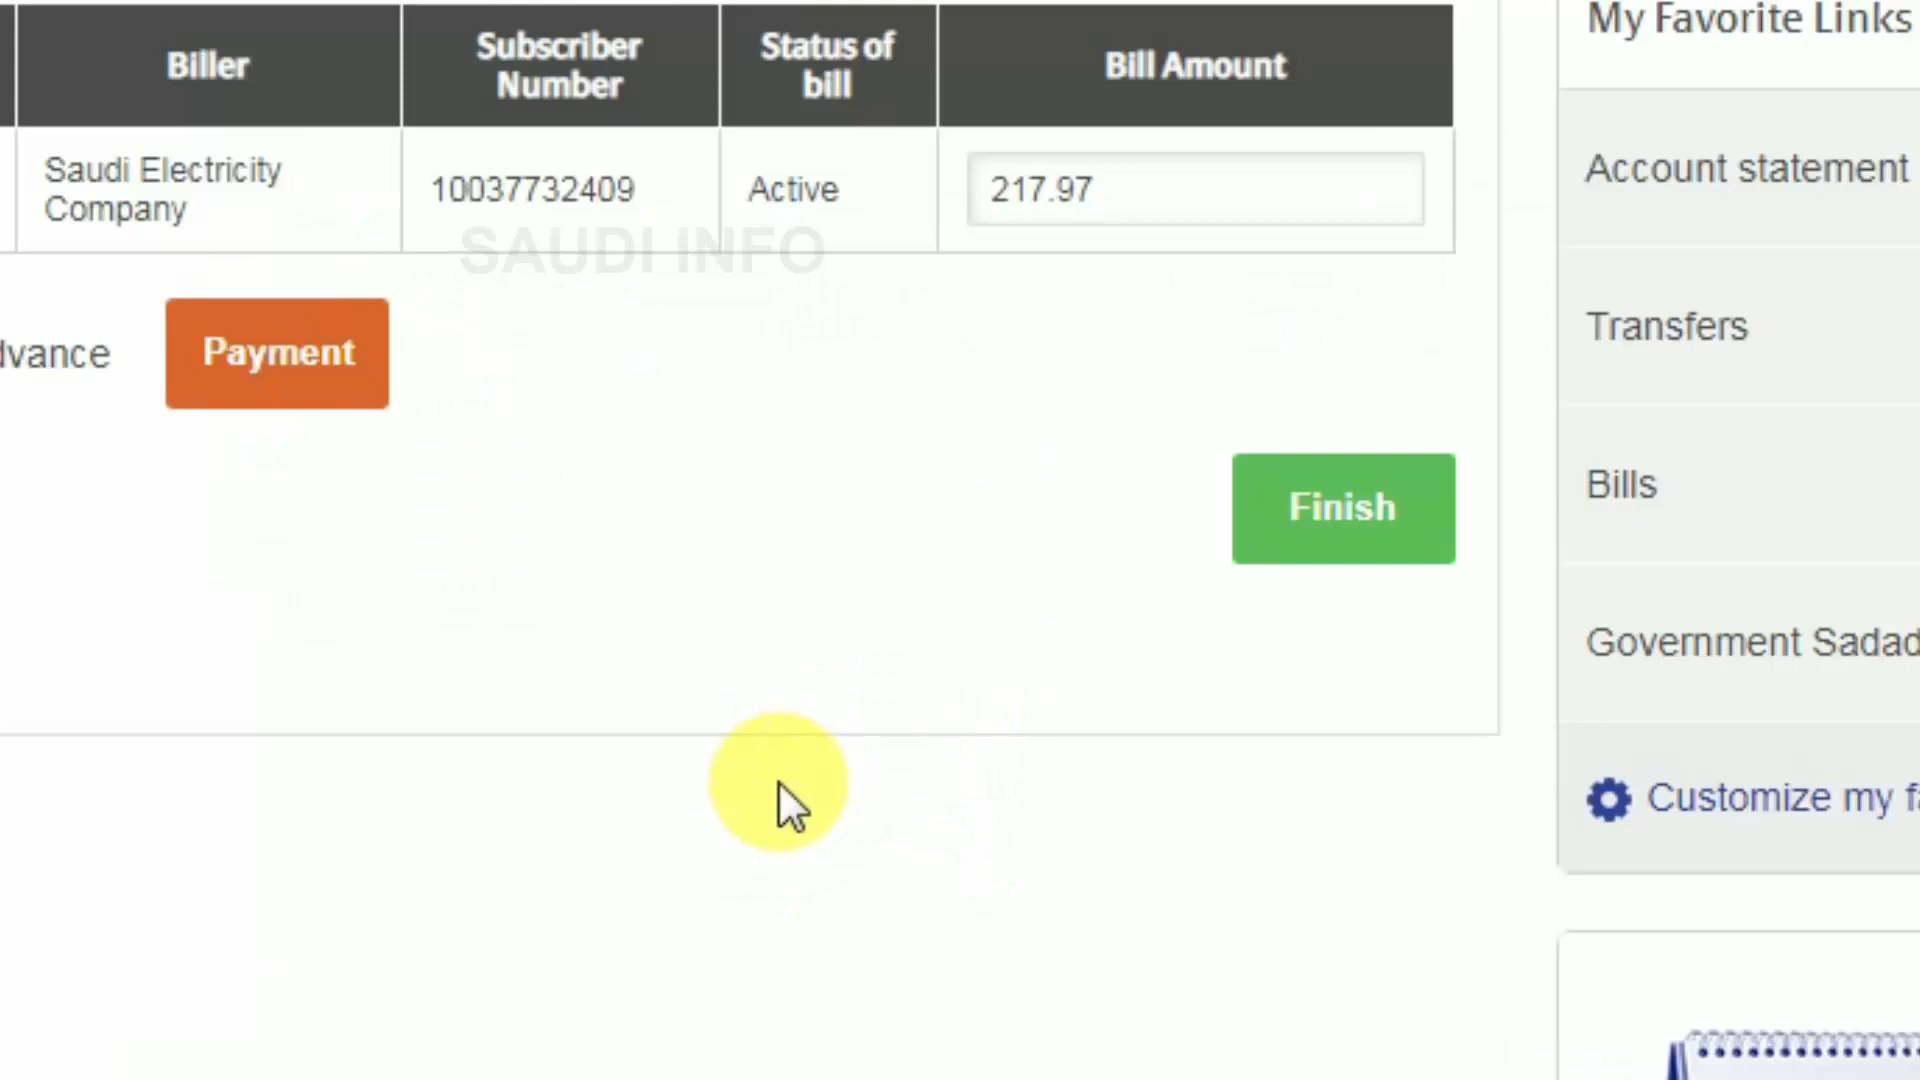 My Favorite Links
Biller
Subscriber
Number
Status of
bill
Bill Amount
Saudi Electricity
Company
10037732409
Active
217.97
SAUDI INFO
Payment
Finish
Account statement
Transfers
Bills
Government Sadad
Customize my